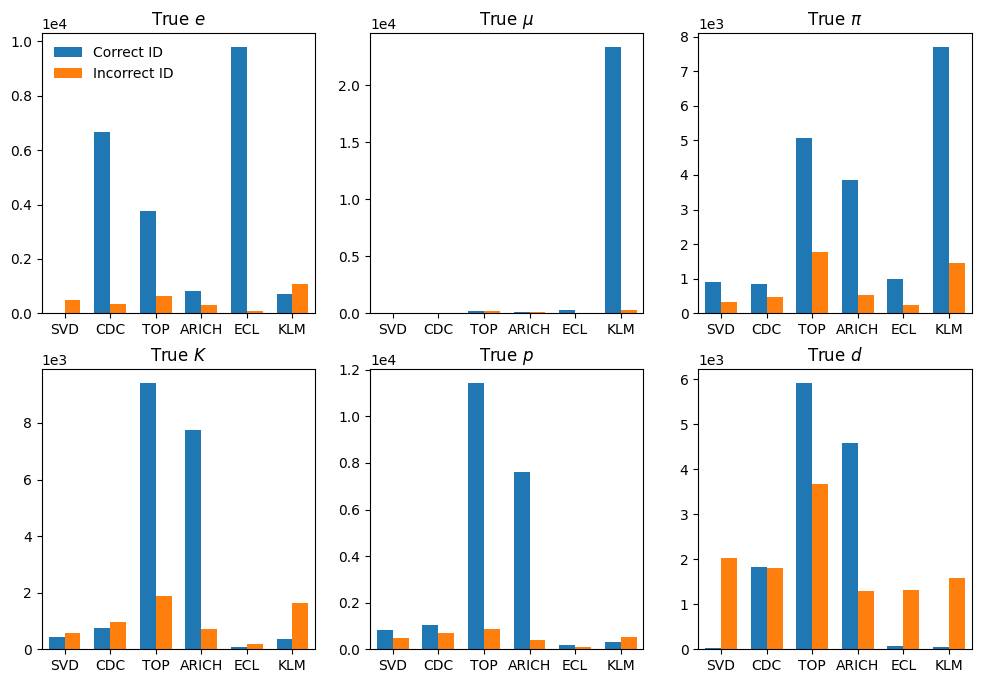 True e
1e4
Correct ID
Incorrect ID
1.0
0.8
0.6
0.4
0.2
0.0
SVD CDC TOP ARICH ECL KLM
True μ
1e4
2.0
1.5
1.0
0.5
0.0
SVD CDC TOP ARICH ECL KLM
True π
1e3
8
7
6
5
4
3
2
1
0
SVD CDC TOP ARICH ECL KLM
True K
1e3
8
6
4
2
0
SVD CDC TOP ARICH ECL KLM
True p
1e4
1.2
1.0
0.8
0.6
0.4
0.2
0.0
SVD CDC TOP ARICH ECL KLM
True d
1e3
6
5
4
3
2
1
0
SVD CDC TOP ARICH ECL KLM